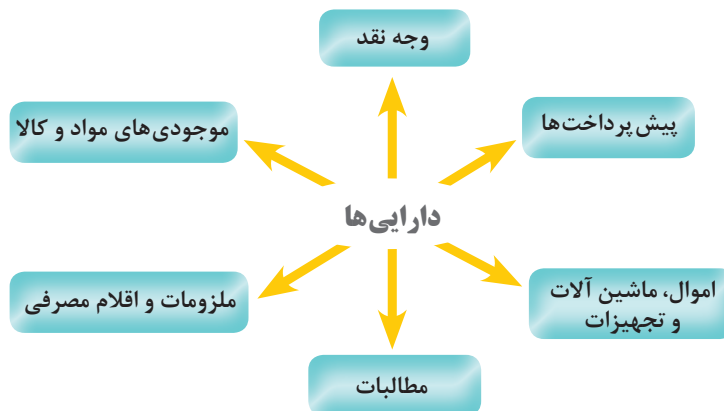 وجه نقد
پیش‌پرداخت‌ها
موجودی‌های مواد و کالا
دارایی‌ها
اموال، ماشین آلات
و تجهیزات
ملزومات و اقلام مصرفی
مطالبات